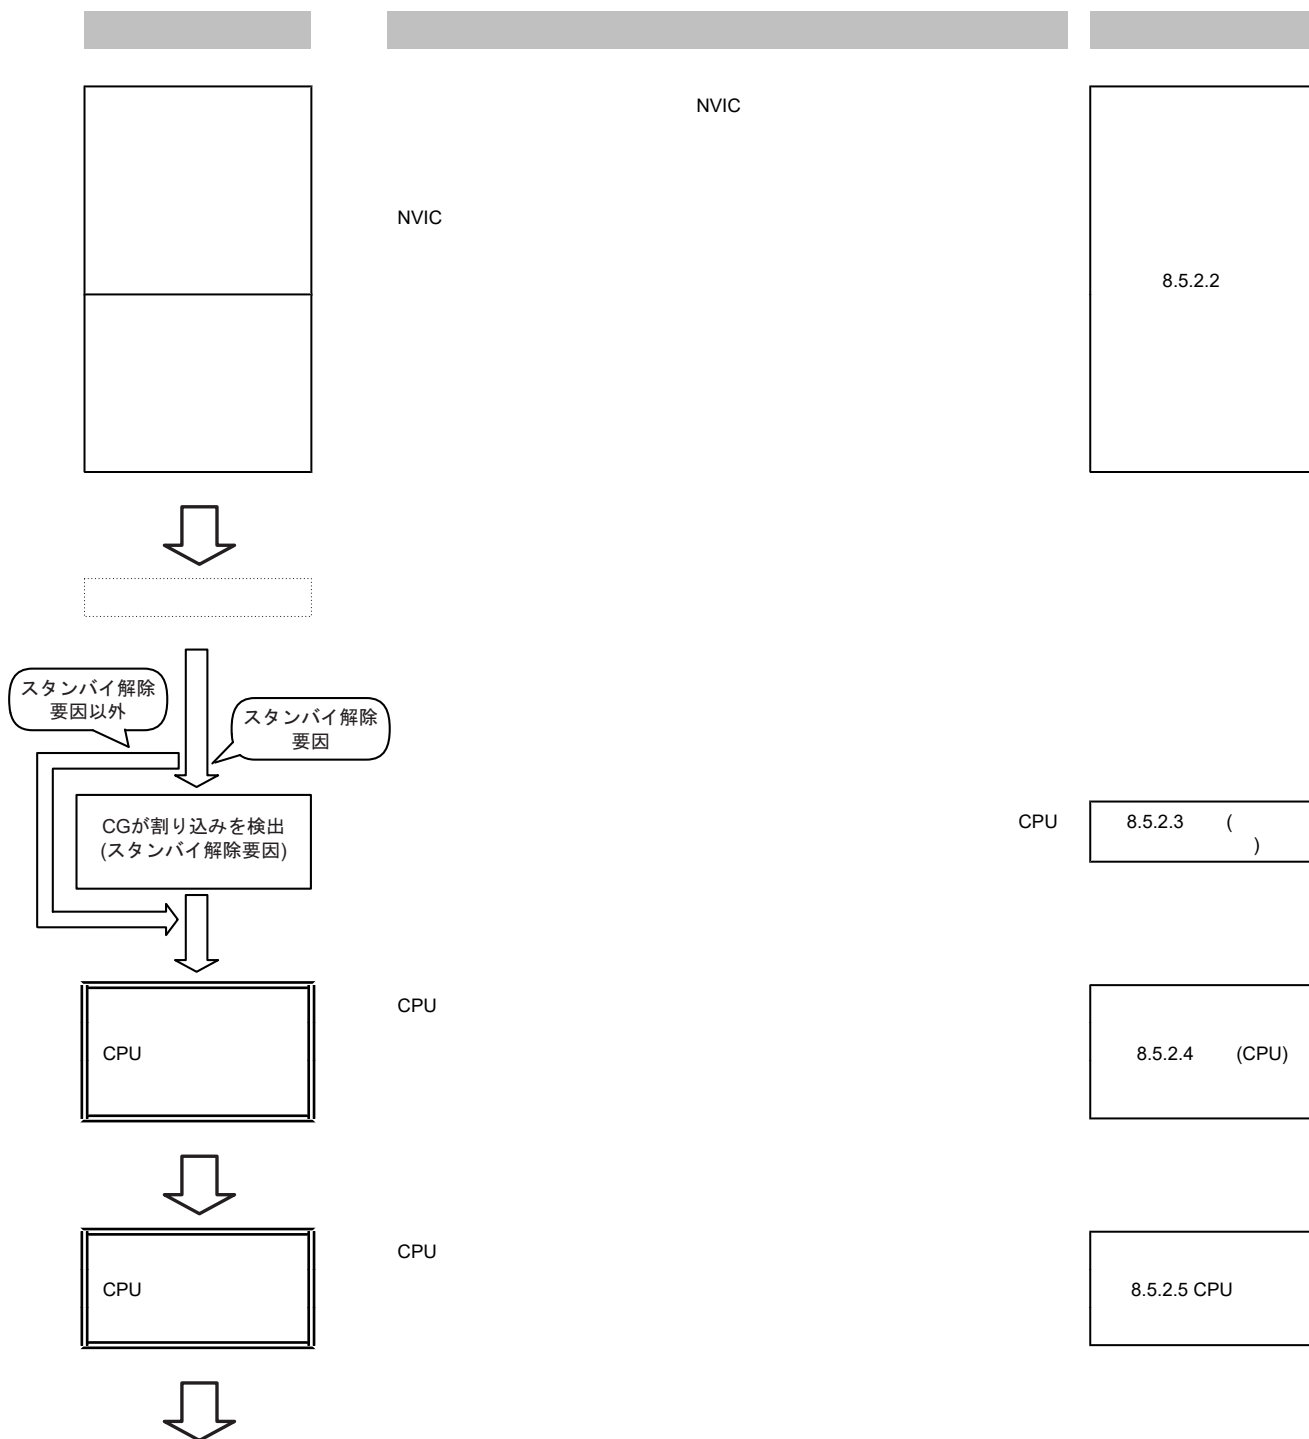 NVIC
NVIC
8.5.2.2
スタンバイ解除
要因以外
スタンバイ解除
要因
CGが割り込みを検出
(スタンバイ解除要因)
CPU
8.5.2.3 (
)
CPU
CPU
8.5.2.4 (CPU)
CPU
CPU
8.5.2.5 CPU